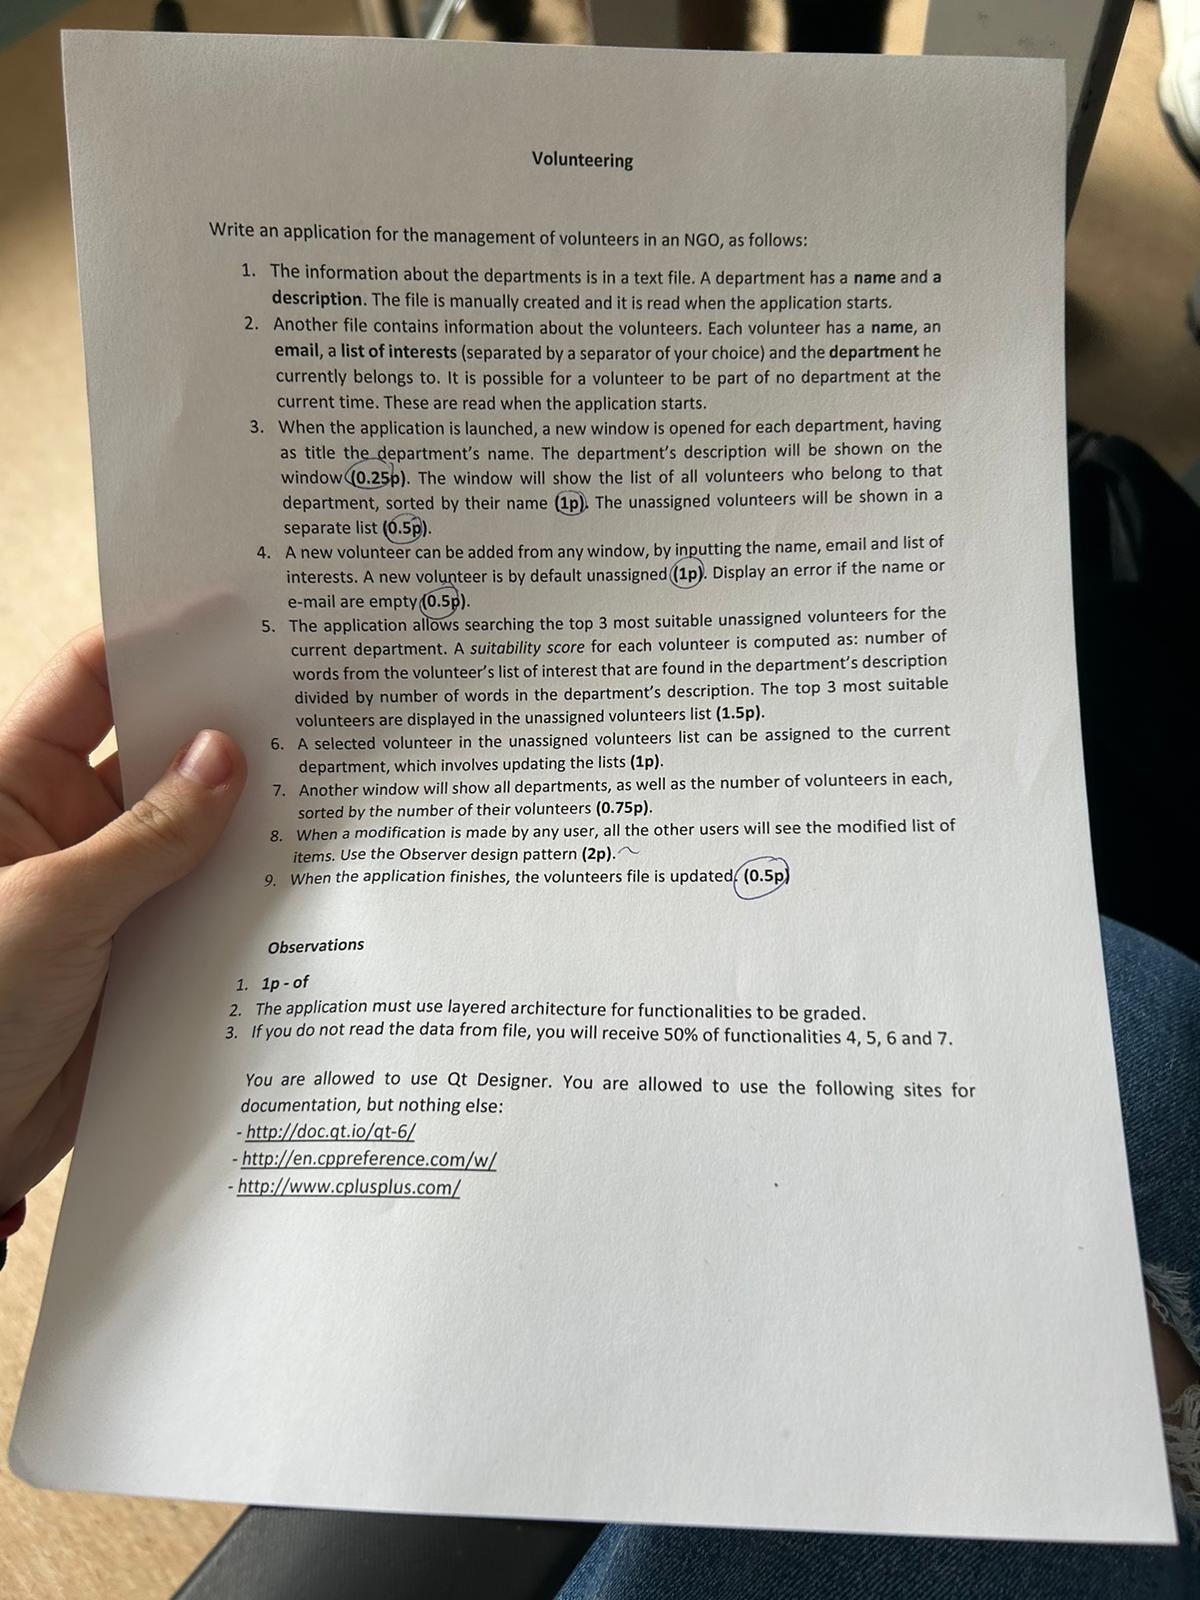 Volunteering
Write an application for the management of volunteers in an NGO, as follows:
1. The information about the departments is in a text file. A department has a name and a
description. The file is manually created and it is read when the application starts.
2. Another file contains information about the volunteers. Each volunteer has a name, an
email, a list of interests (separated by a separator of your choice) and the department he
currently belongs to. It is possible for a volunteer to be part of no department at the
current time. These are read when the application starts.
3. When the application is launched, a new window is opened for each department, having
as title the department's name. The department's description will be shown on the
window (0.25p). The window will show the list of all volunteers who belong to that
department, sorted by their name (1p). The unassigned volunteers will be shown in a
separate list (0.5p).
4. A new volunteer can be added from any window, by inputting the name, email and list of
interests. A new volunteer is by default unassigned (1p). Display an error if the name or
e-mail are empty (0.5p).
5. The application allows searching the top 3 most suitable unassigned volunteers for the
current department. A suitability score for each volunteer is computed as: number of
words from the volunteer's list of interest that are found in the department's description
divided by number of words in the department's description. The top 3 most suitable
volunteers are displayed in the unassigned volunteers list (1.5p).
6. A selected volunteer in the unassigned volunteers list can be assigned to the current
department, which involves updating the lists (1p).
7. Another window will show all departments, as well as the number of volunteers in each,
sorted by the number of their volunteers (0.75p).
8. When a modification is made by any user, all the other users will see the modified list of
items. Use the Observer design pattern (2p).
9. When the application finishes, the volunteers file is updated. (0.5p)
Observations
1. 1p - of
2. The application must use layered architecture for functionalities to be graded.
3. If you do not read the data from file, you will receive 50% of functionalities 4, 5, 6 and 7.
You are allowed to use Qt Designer. You are allowed to use the following sites for
documentation, but nothing else:
- http://doc.qt.io/qt-6/
- http://en.cppreference.com/w/
- http://www.cplusplus.com/